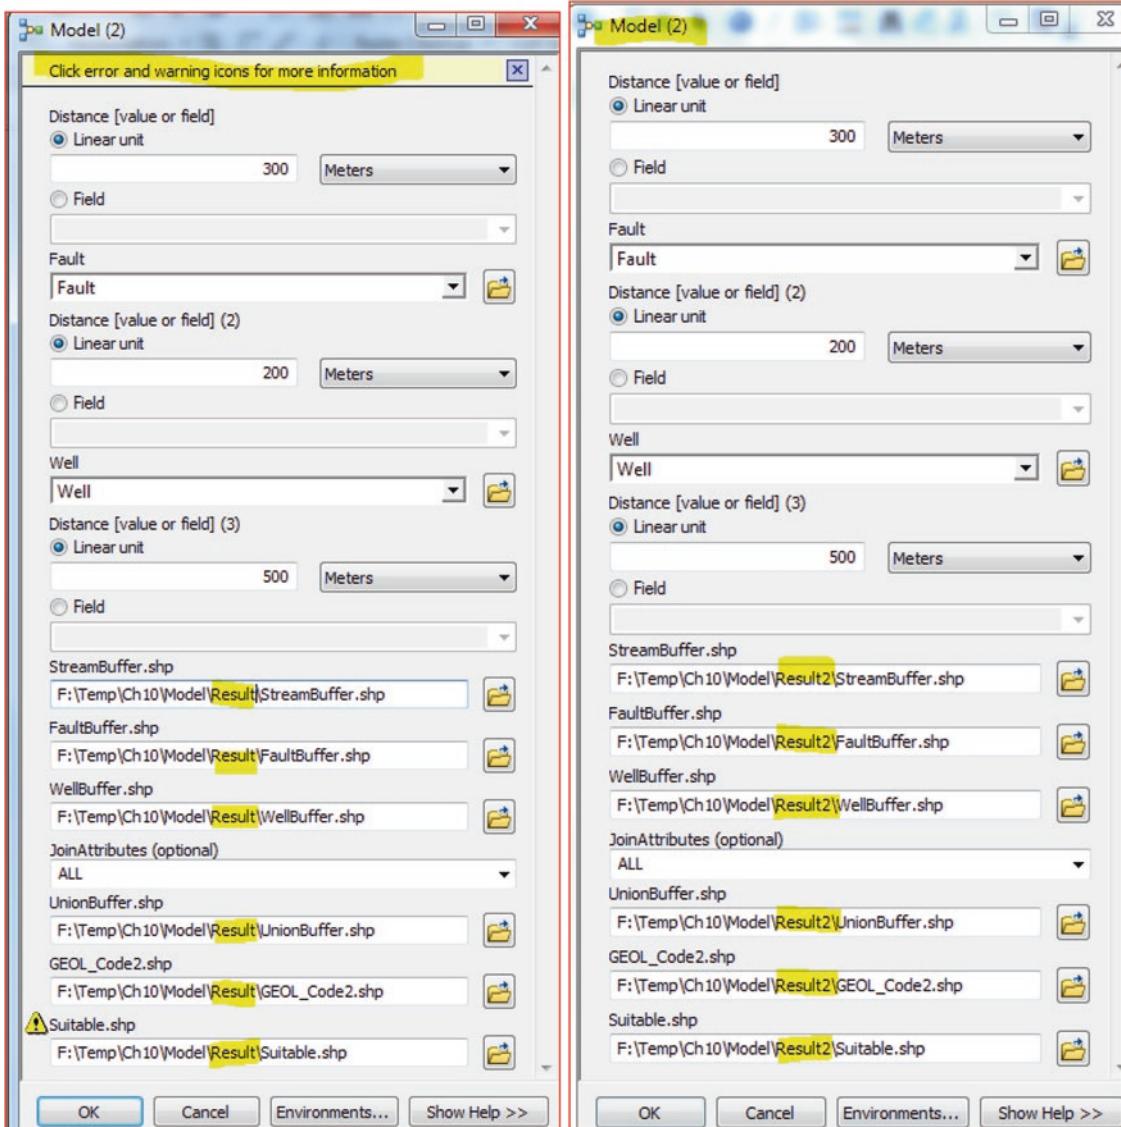 Model (2)
Click error and warning icons for more information
Distance [value or field]
Linear unit
300 Meters
Field
Fault
Fault
Distance [value or field] (2)
Linear unit
200 Meters
Field
Well
Well
Distance [value or field] (3)
Linear unit
500 Meters
Field
StreamBuffer.shp
F:\Temp\Ch10\Model\Result\StreamBuffer.shp
FaultBuffer.shp
F:\Temp\Ch10\Model\Result\FaultBuffer.shp
WellBuffer.shp
F:\Temp\Ch10\Model\Result\WellBuffer.shp
JoinAttributes (optional)
ALL
UnionBuffer.shp
F:\Temp\Ch10\Model\Result\UnionBuffer.shp
GEOL_Code2.shp
F:\Temp\Ch10\Model\Result\GEOL_Code2.shp
Suitable.shp
F:\Temp\Ch10\Model\Result\Suitable.shp
OK Cancel Environments... Show Help >>
Model (2)
Distance [value or field]
Linear unit
300 Meters
Field
Fault
Fault
Distance [value or field] (2)
Linear unit
200 Meters
Field
Well
Well
Distance [value or field] (3)
Linear unit
500 Meters
Field
StreamBuffer.shp
F:\Temp\Ch10\Model\Result2\StreamBuffer.shp
FaultBuffer.shp
F:\Temp\Ch10\Model\Result2\FaultBuffer.shp
WellBuffer.shp
F:\Temp\Ch10\Model\Result2\WellBuffer.shp
JoinAttributes (optional)
ALL
UnionBuffer.shp
F:\Temp\Ch10\Model\Result2\UnionBuffer.shp
GEOL_Code2.shp
F:\Temp\Ch10\Model\Result2\GEOL_Code2.shp
Suitable.shp
F:\Temp\Ch10\Model\Result2\Suitable.shp
OK Cancel Environments... Show Help >>